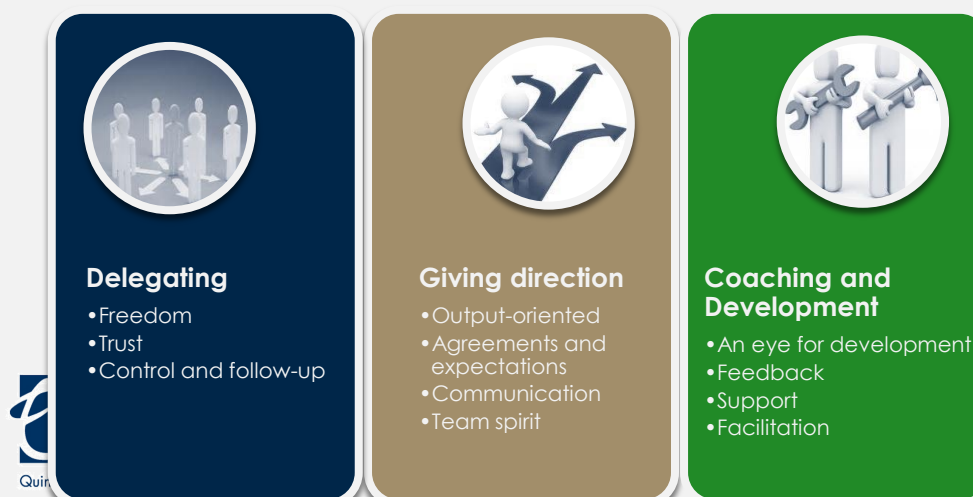 Delegating
•Freedom
•Trust
•Control and follow-up
Giving direction
•Output-oriented
•Agreements and
expectations
•Communication
•Team spirit
Coaching and
Development
•An eye for development
•Feedback
•Support
•Facilitation